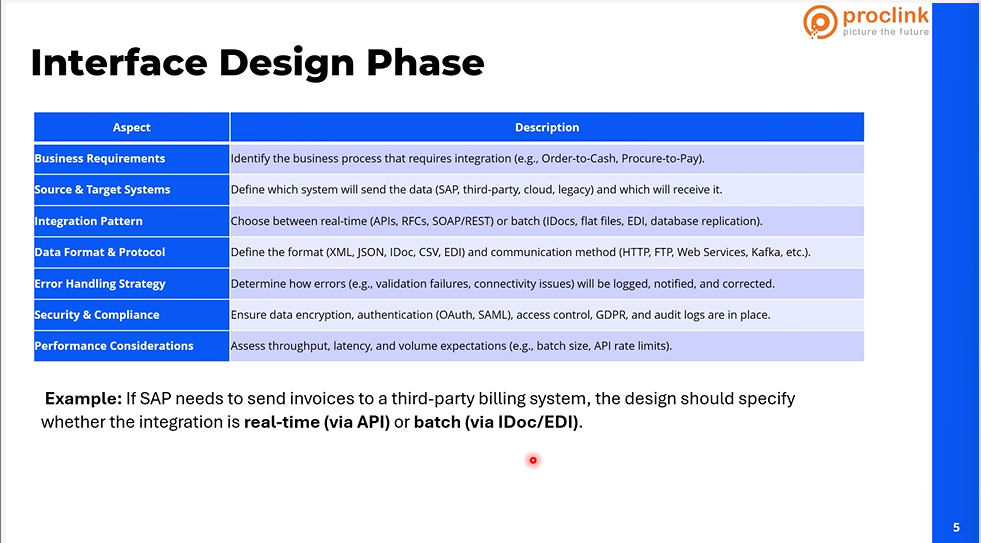 proclink
picture the future
Interface Design Phase
Aspect Description
Business Requirements Identify the business process that requires integration (e.g., Order-to-Cash, Procure-to-Pay).
Source & Target Systems Define which system will send the data (SAP, third-party, cloud, legacy) and which will receive it.
Integration Pattern Choose between real-time (APIs, RFCs, SOAP/REST) or batch (IDocs, flat files, EDI, database replication).
Data Format & Protocol Define the format (XML, JSON, IDoc, CSV, EDI) and communication method (HTTP, FTP, Web Services, Kafka, etc.).
Error Handling Strategy Determine how errors (e.g., validation failures, connectivity issues) will be logged, notified, and corrected.
Security & Compliance Ensure data encryption, authentication (OAuth, SAML), access control, GDPR, and audit logs are in place.
Performance Considerations Assess throughput, latency, and volume expectations (e.g., batch size, API rate limits).
Example: If SAP needs to send invoices to a third-party billing system, the design should specify
whether the integration is real-time (via API) or batch (via IDoc/EDI).
5